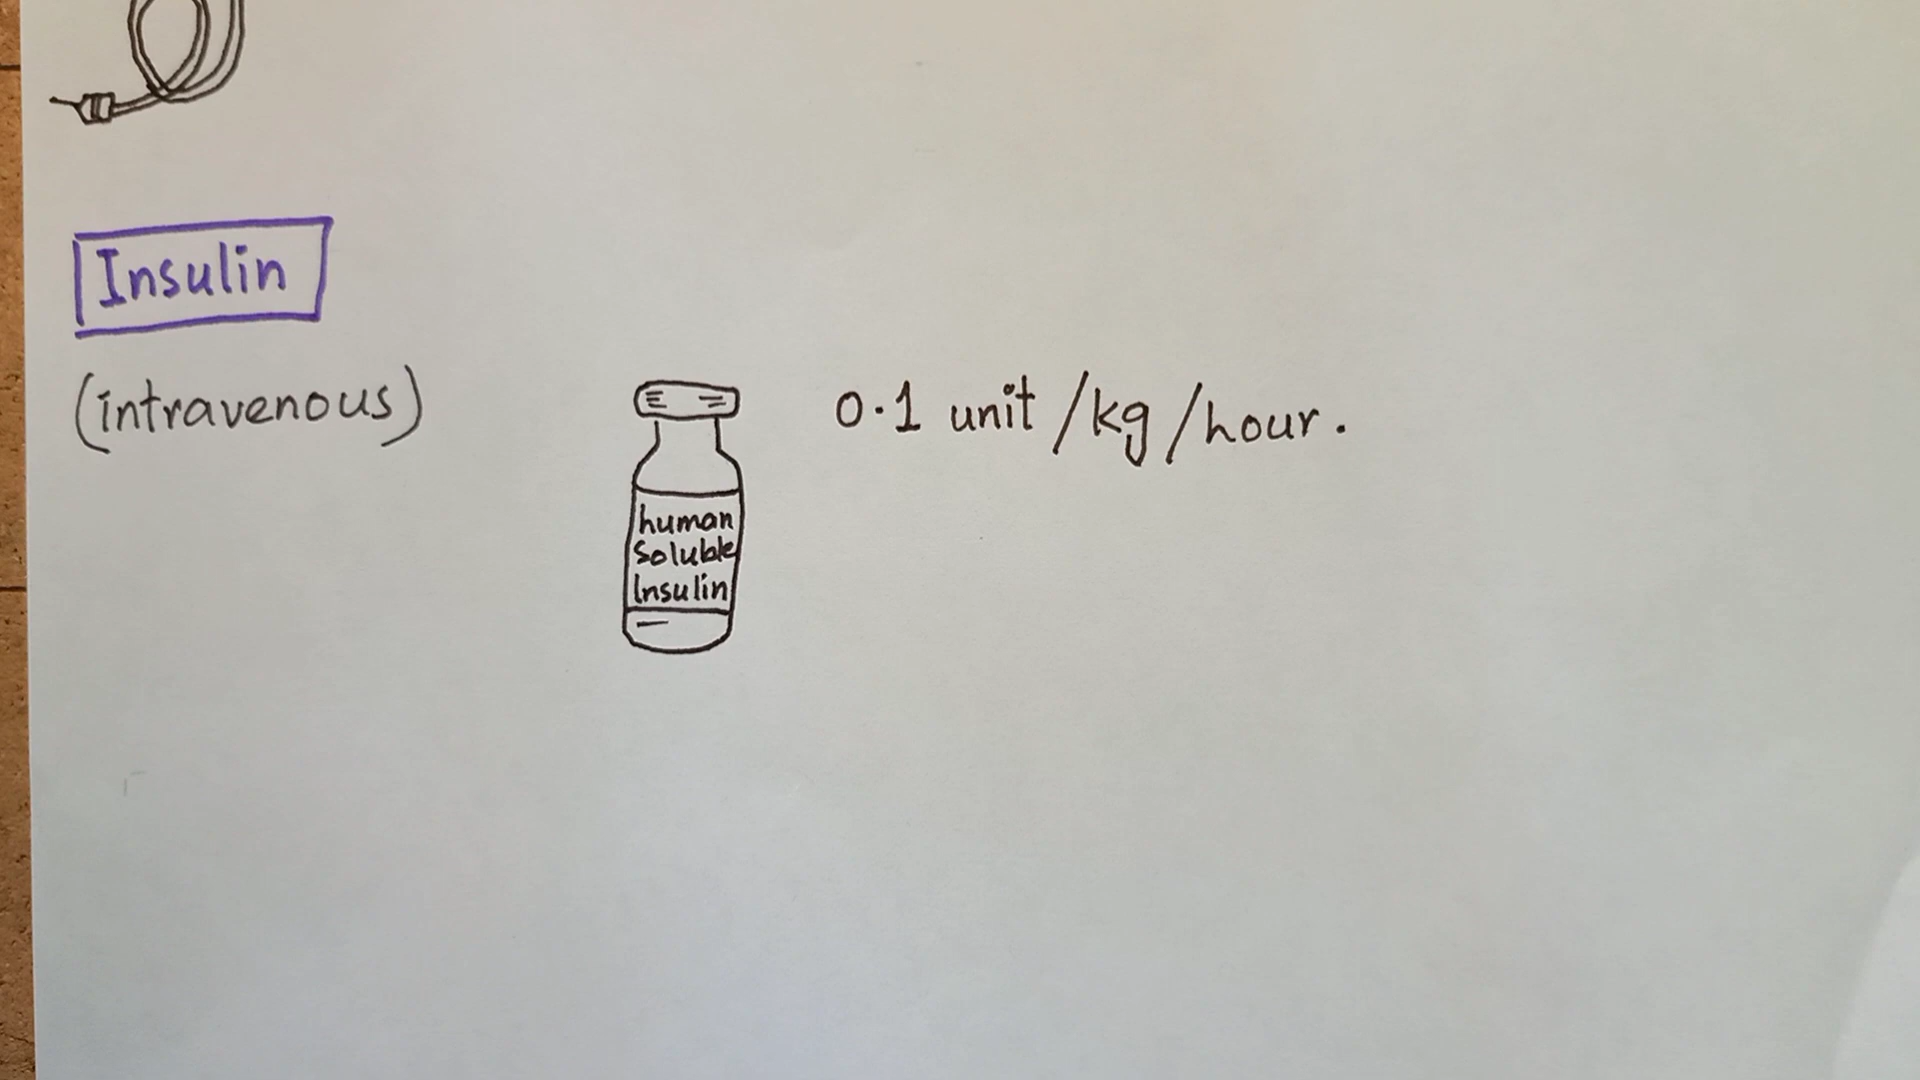 Insulin
(intravenous)
0.1 unit/kg/hour.
human
Soluble
Insulin